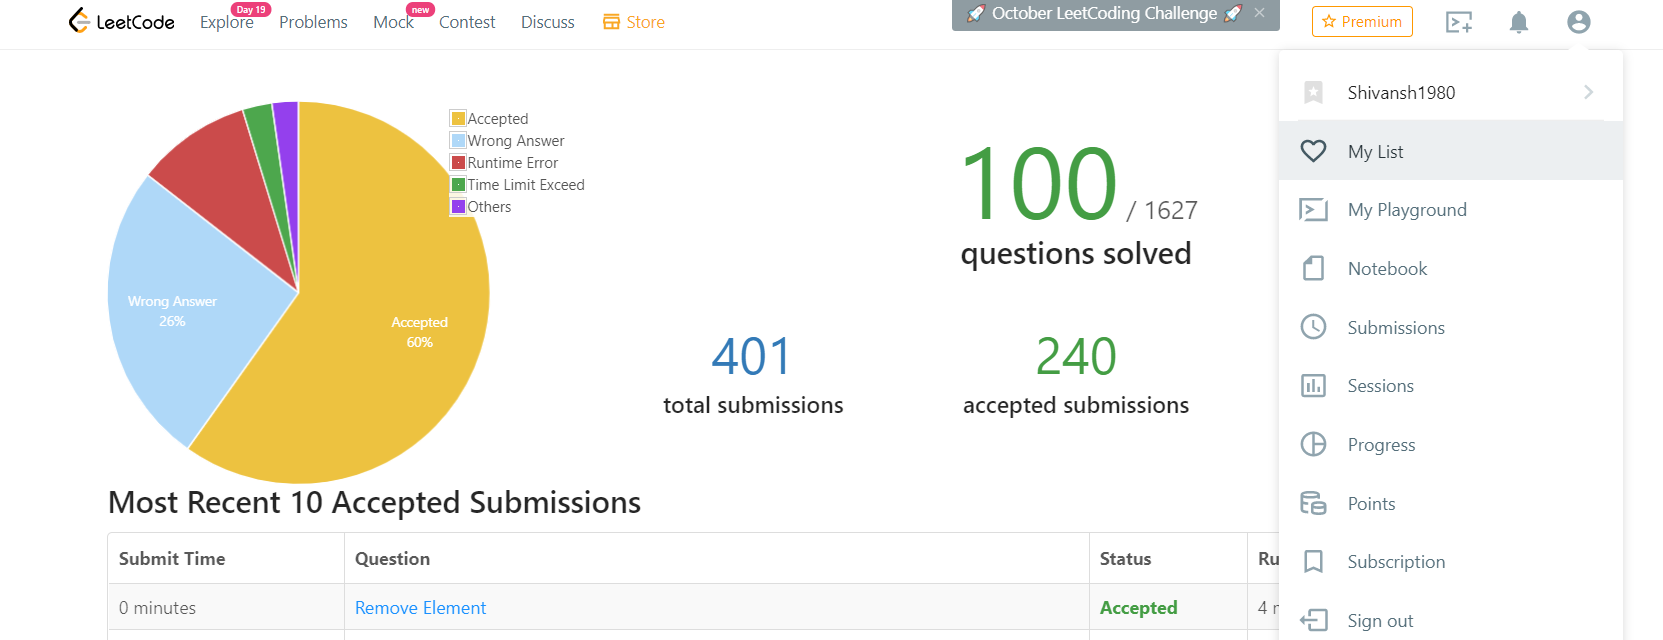 LeetCode
Explore
Day 19
Problems
Mock
new
Contest
Discuss
Store
October LeetCoding Challenge
Premium
Accepted
Wrong Answer
Runtime Error
Time Limit Exceed
Others
Wrong Answer
26%
Accepted
60%
100 / 1627
questions solved
401
total submissions
240
accepted submissions
Shivansh1980
My List
My Playground
Notebook
Submissions
Sessions
Progress
Points
Subscription
Sign out
Most Recent 10 Accepted Submissions
Submit Time Question Status Ru
0 minutes Remove Element Accepted 4